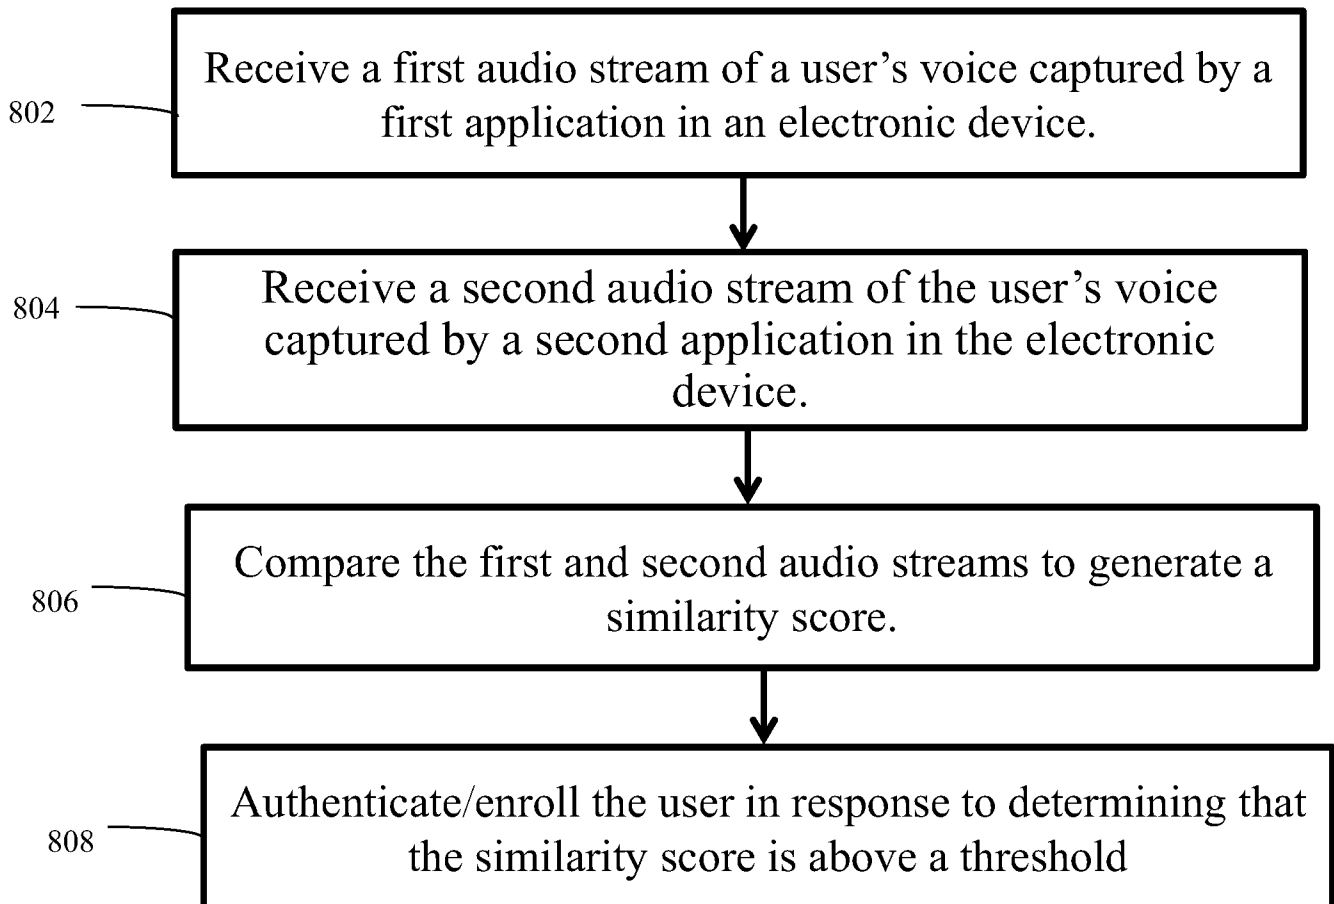 802
Receive a first audio stream of a user’s voice captured by a
first application in an electronic device.
804
Receive a second audio stream of the user’s voice
captured by a second application in the electronic
device.
806
Compare the first and second audio streams to generate a
similarity score.
808
Authenticate/enroll the user in response to determining that
the similarity score is above a threshold